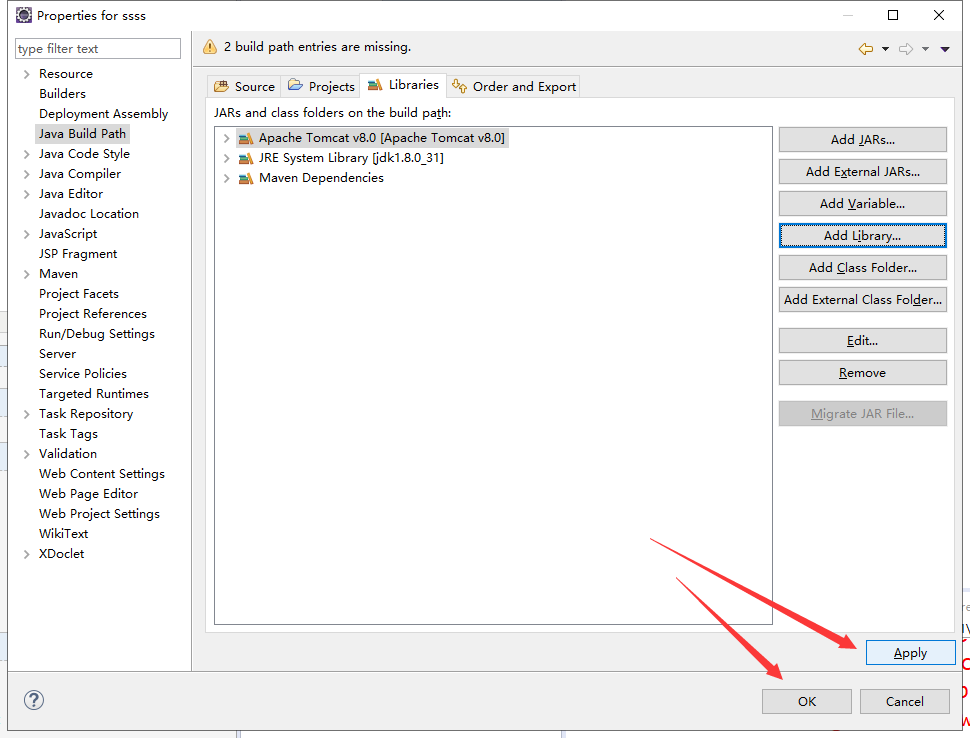 Properties for ssss
type filter text
Resource
Builders
Deployment Assembly
Java Build Path
Java Code Style
Java Compiler
Java Editor
Javadoc Location
JavaScript
JSP Fragment
Maven
Project Facets
Project References
Run/Debug Settings
Server
Service Policies
Targeted Runtimes
Task Repository
Task Tags
Validation
Web Content Settings
Web Page Editor
Web Project Settings
WikiText
XDoclet
2 build path entries are missing.
Source Projects Libraries Order and Export
JARs and class folders on the build path:
Apache Tomcat v8.0 [Apache Tomcat v8.0]
JRE System Library [jdk1.8.0_31]
Maven Dependencies
Add JARs...
Add External JARs...
Add Variable...
Add Library...
Add Class Folder...
Add External Class Folder...
Edit...
Remove
Migrate JAR File...
Apply
?
OK Cancel